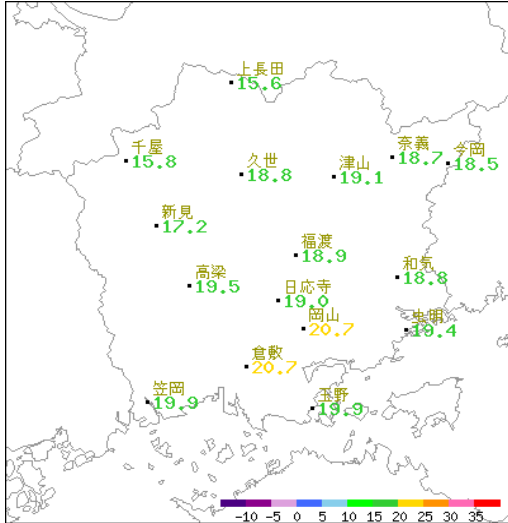 上長田
15.6
千屋
15.8
久世
18.8
津山
19.1
奈義
18.7
今岡
18.5
新見
17.2
福渡
18.9
和気
18.8
高梁
19.5
日応寺
19.0
岡山
20.7
虫明
19.4
倉敷
20.7
笠岡
19.9
玉野
19.9
-10 -5 0 5 10 15 20 25 30 35